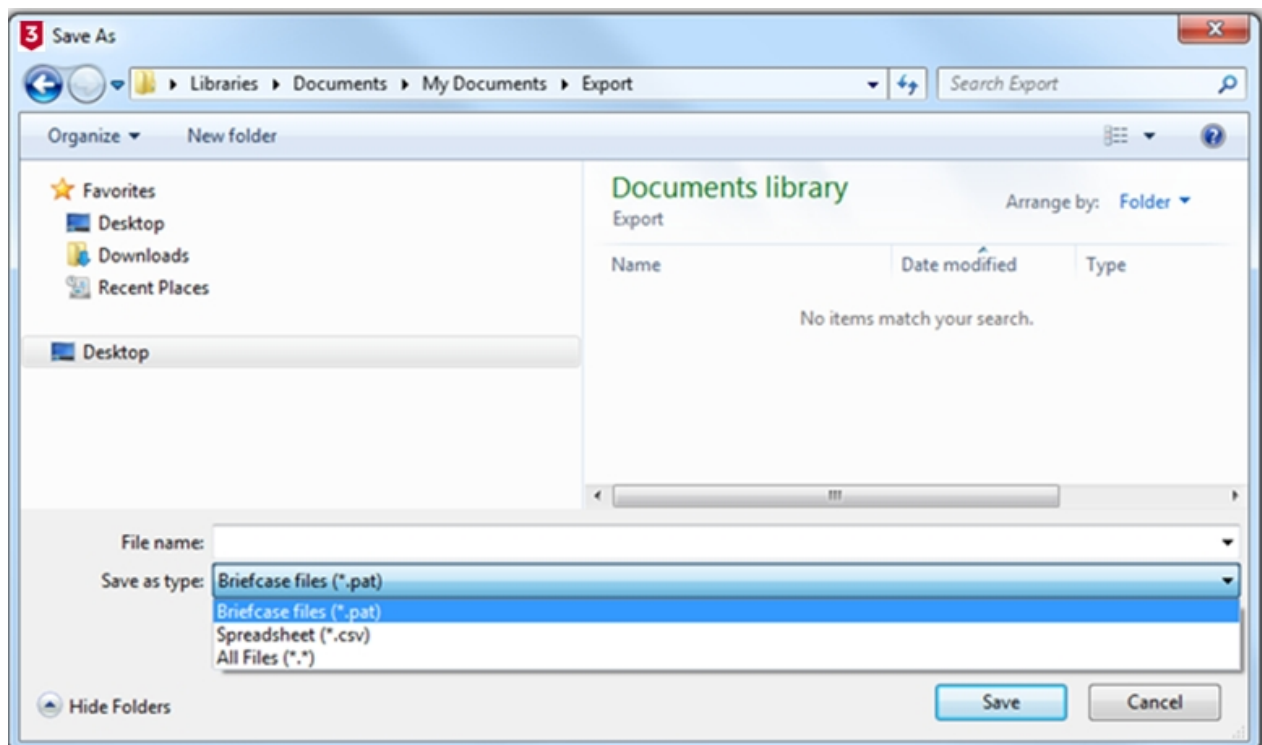 3 Save As
Libraries Documents My Documents Export Search Export
Organize New folder
Favorites
Desktop
Downloads
Recent Places
Desktop
Documents library
Export
Arrange by: Folder
Name Date modified Type
No items match your search.
File name:
Save as type: Briefcase files (*.pat)
Briefcase files (*.pat)
Spreadsheet (*.csv)
All Files (*.*)
Hide Folders Save Cancel